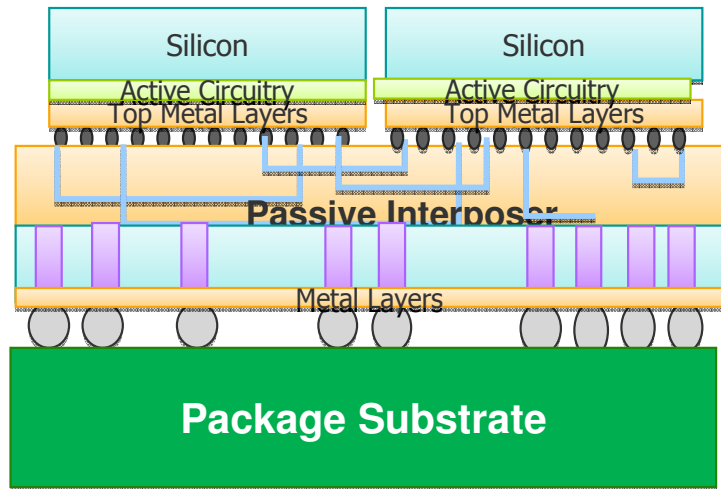 Silicon
Silicon
Active Circuitry
Active Circuitry
Top Metal Layers
Top Metal Layers
Passive Interposer
Metal Layers
Package Substrate